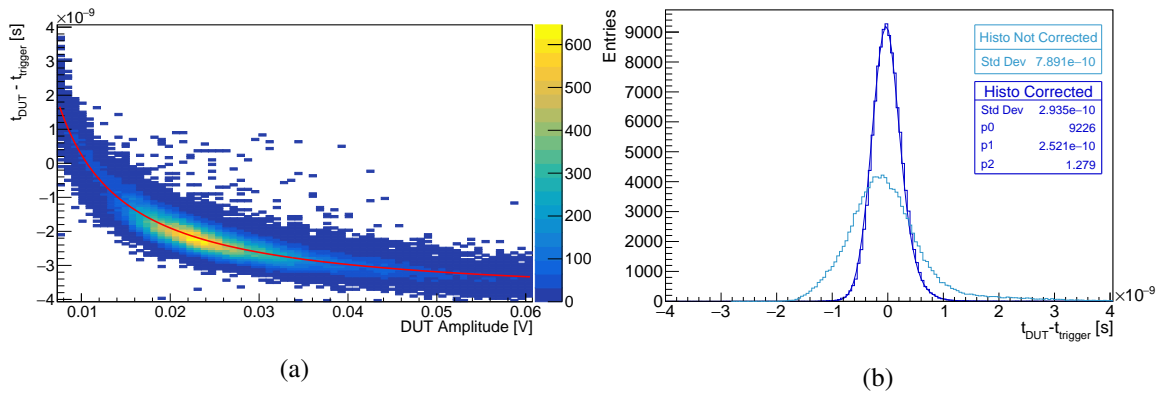 ×10⁻⁹
t_DUT - t_trigger [s]
4
3
2
1
0
−1
−2
−3
−4
0.01 0.02 0.03 0.04 0.05 0.06
DUT Amplitude [V]
600
500
400
300
200
100
0
(a)
Entries
9000
8000
7000
6000
5000
4000
3000
2000
1000
0
Histo Not Corrected
Std Dev 7.891e−10
Histo Corrected
Std Dev 2.935e−10
p0 9226
p1 2.521e−10
p2 1.279
−4 −3 −2 −1 0 1 2 3 4
×10⁻⁹
t_DUT-t_trigger [s]
(b)